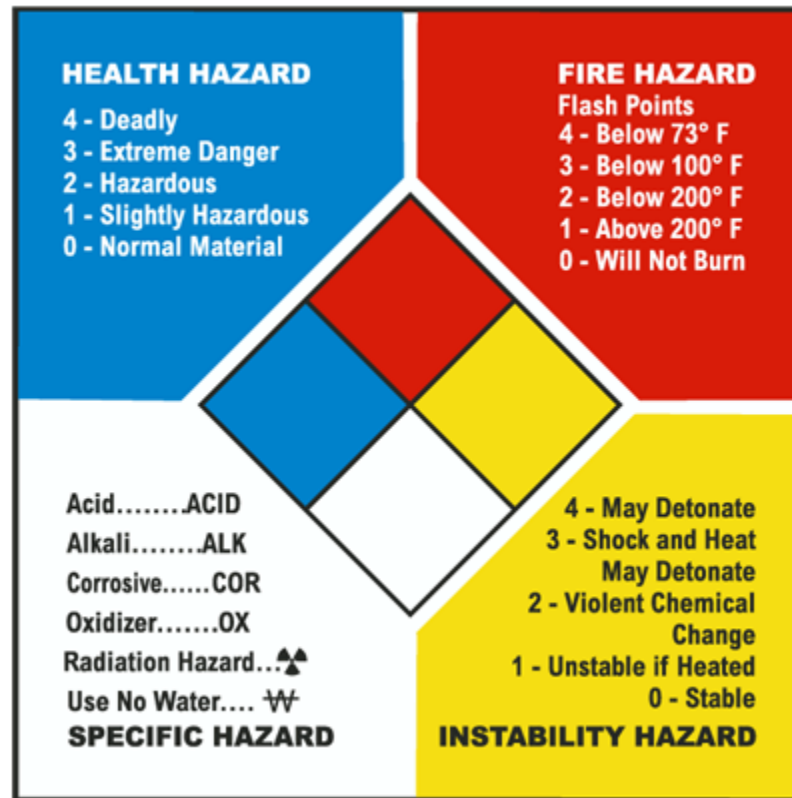 HEALTH HAZARD
4 - Deadly
3 - Extreme Danger
2 - Hazardous
1 - Slightly Hazardous
0 - Normal Material
FIRE HAZARD
Flash Points
4 - Below 73° F
3 - Below 100° F
2 - Below 200° F
1 - Above 200° F
0 - Will Not Burn
Acid........ACID
Alkali........ALK
Corrosive......COR
Oxidizer.......OX
Radiation Hazard...☢
Use No Water.... W̶
SPECIFIC HAZARD
4 - May Detonate
3 - Shock and Heat
May Detonate
2 - Violent Chemical
Change
1 - Unstable if Heated
0 - Stable
INSTABILITY HAZARD